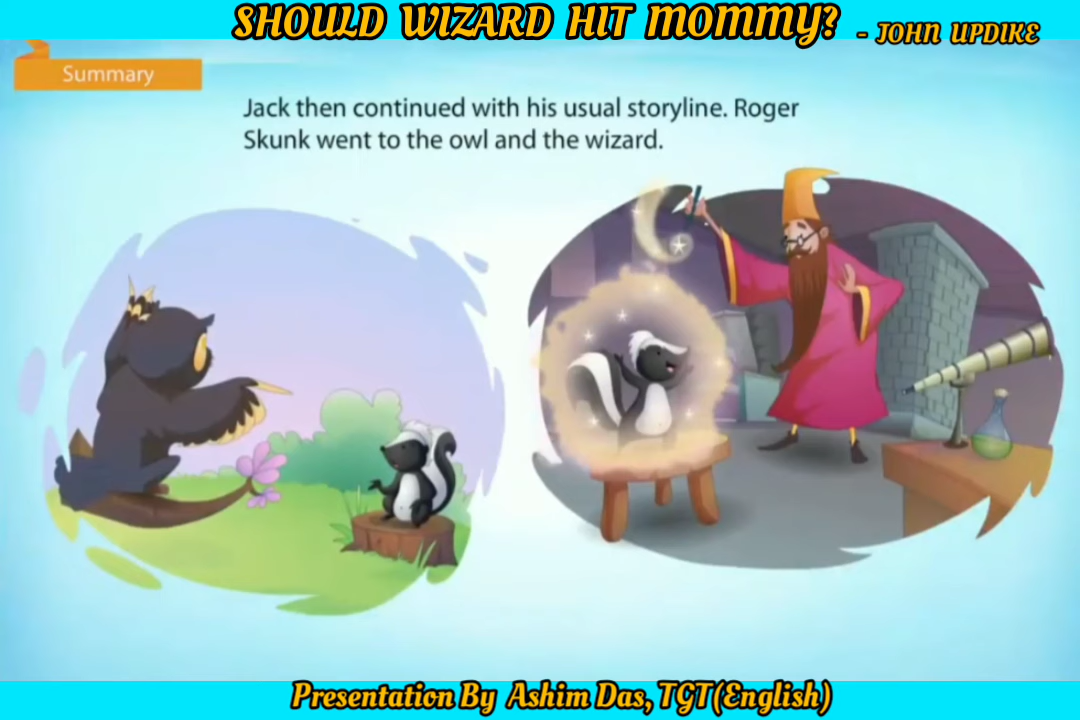 SHOULD WIZARD HIT MOMMY? - JOHN UPDIKE
Summary
Jack then continued with his usual storyline. Roger
Skunk went to the owl and the wizard.
Presentation By Ashim Das, TGT(English)